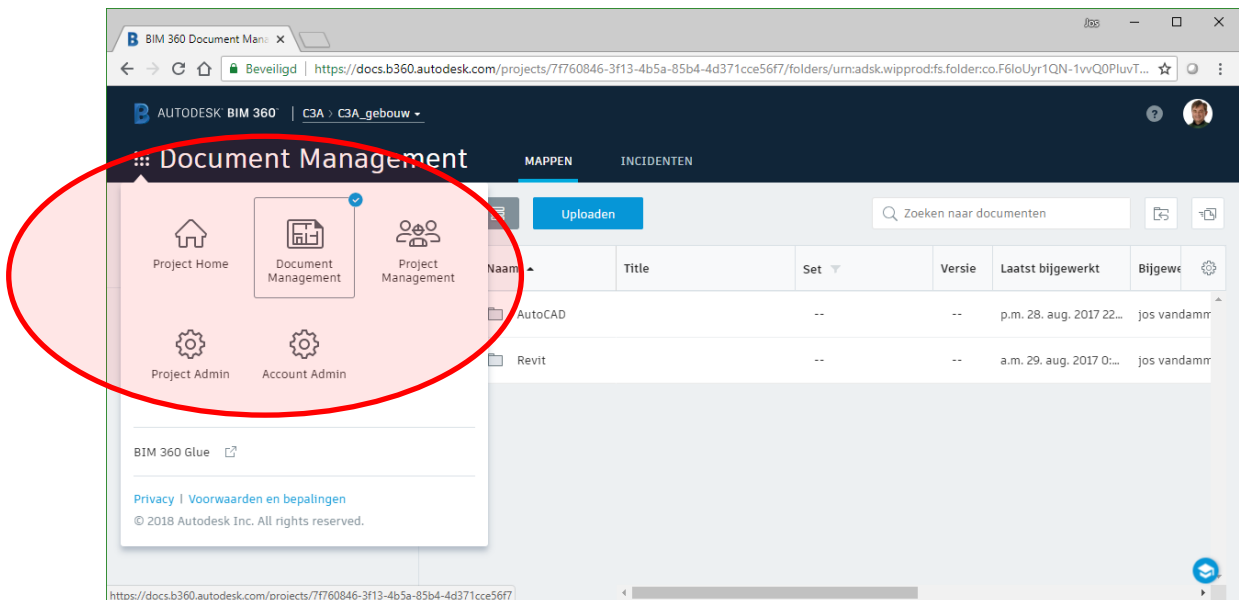 Jos
BIM 360 Document Mana
Beveiligd | https://docs.b360.autodesk.com/projects/7f760846-3f13-4b5a-85b4-4d371cce56f7/folders/urn:adsk.wipprod:fs.folder:co.F6IoUyr1QN-1vvQ0PluvT...
AUTODESK® BIM 360® | C3A > C3A_gebouw
Document Management MAPPEN INCIDENTEN
Uploaden Zoeken naar documenten
Project Home Document Management Project Management
Naam Title Set Versie Laatst bijgewerkt Bijgewe
AutoCAD -- -- p.m. 28. aug. 2017 22... jos vandamm
Revit -- -- a.m. 29. aug. 2017 0:... jos vandamm
Project Admin Account Admin
BIM 360 Glue
Privacy | Voorwaarden en bepalingen
© 2018 Autodesk Inc. All rights reserved.
https://docs.b360.autodesk.com/projects/7f760846-3f13-4b5a-85b4-4d371cce56f7